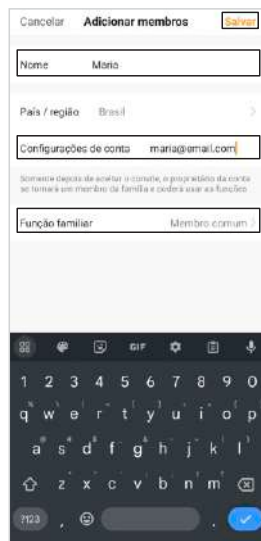 Cancelar Adicionar membros Salvar
Nome Maria
País / região Brasil
Configurações de conta maria@email.com
Somente depois de aceitar o convite, o proprietário da conta
se tornará um membro da família e poderá usar as funções
Função familiar Membro comum
GIF
1 2 3 4 5 6 7 8 9 0
q w e r t y u i o p
a s d f g h j k l
z x c v b n m
?123 , .